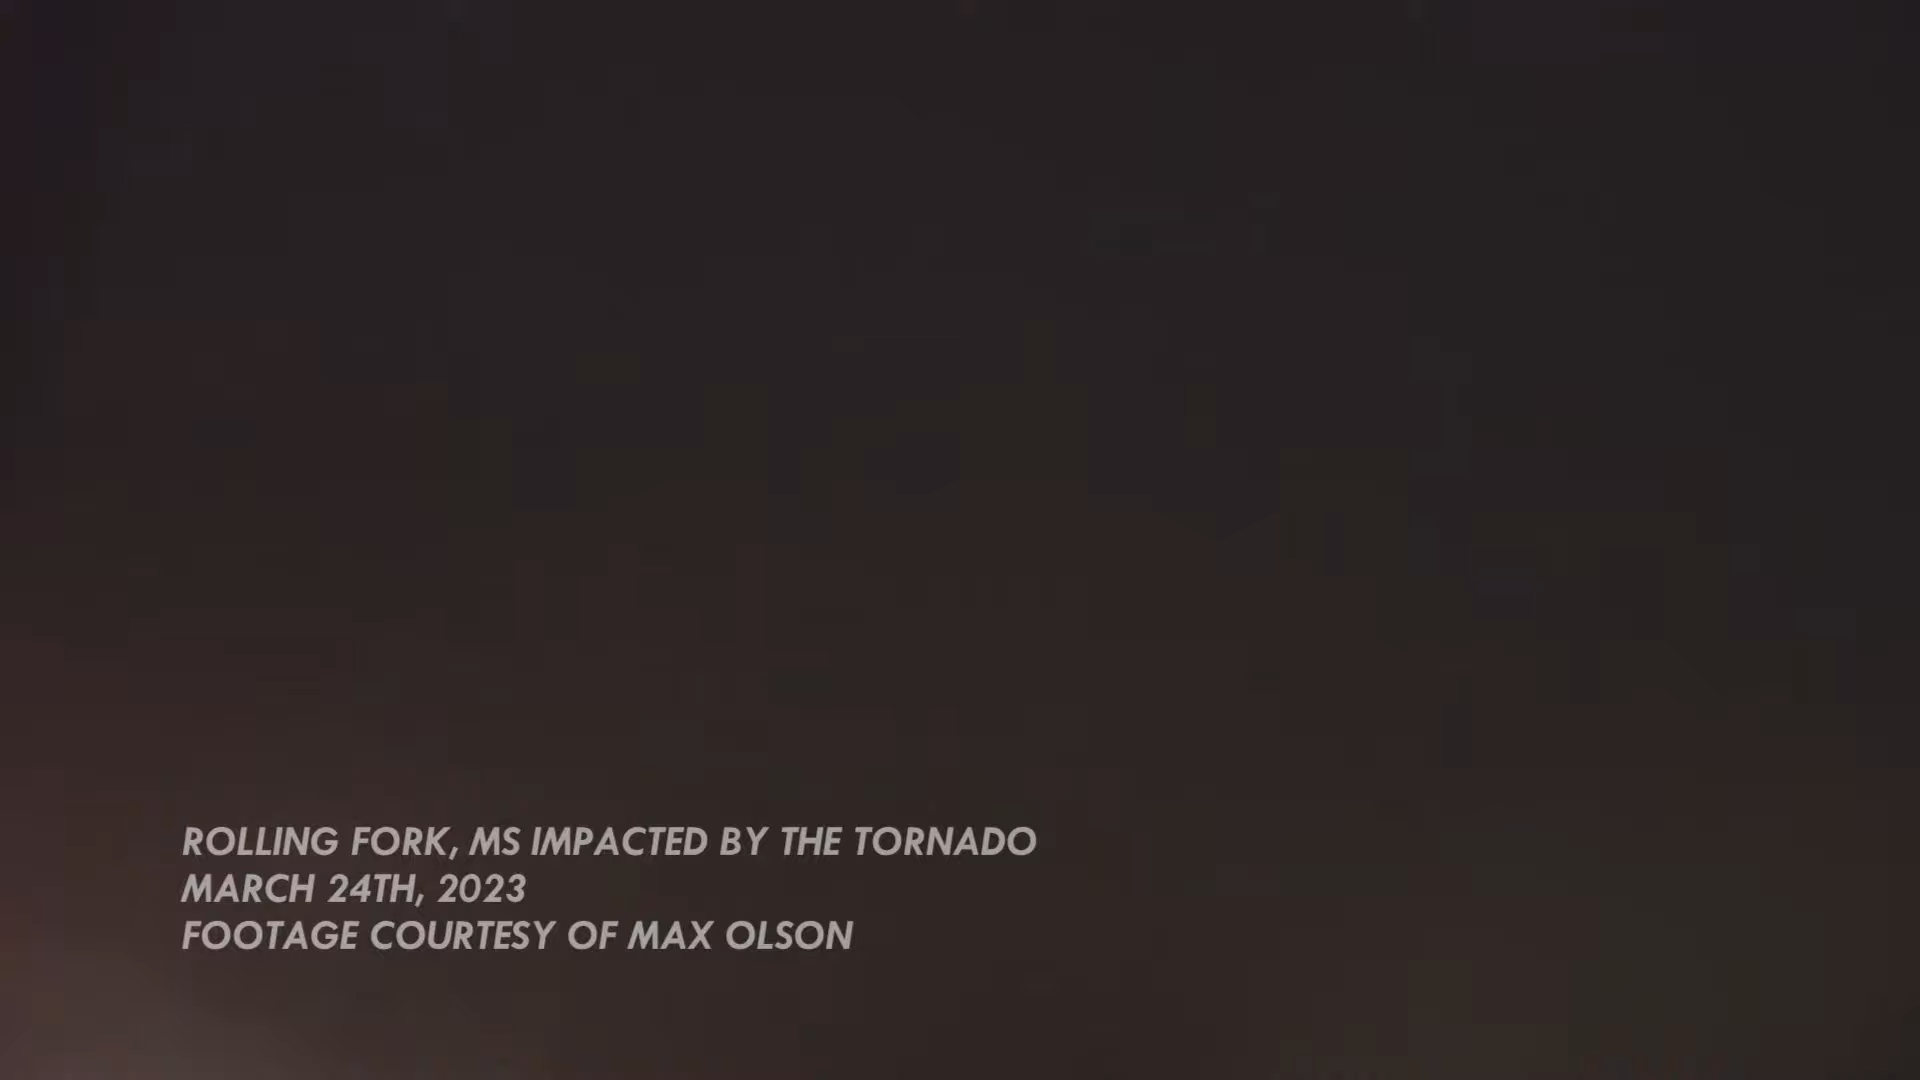 ROLLING FORK, MS IMPACTED BY THE TORNADO
MARCH 24TH, 2023
FOOTAGE COURTESY OF MAX OLSON